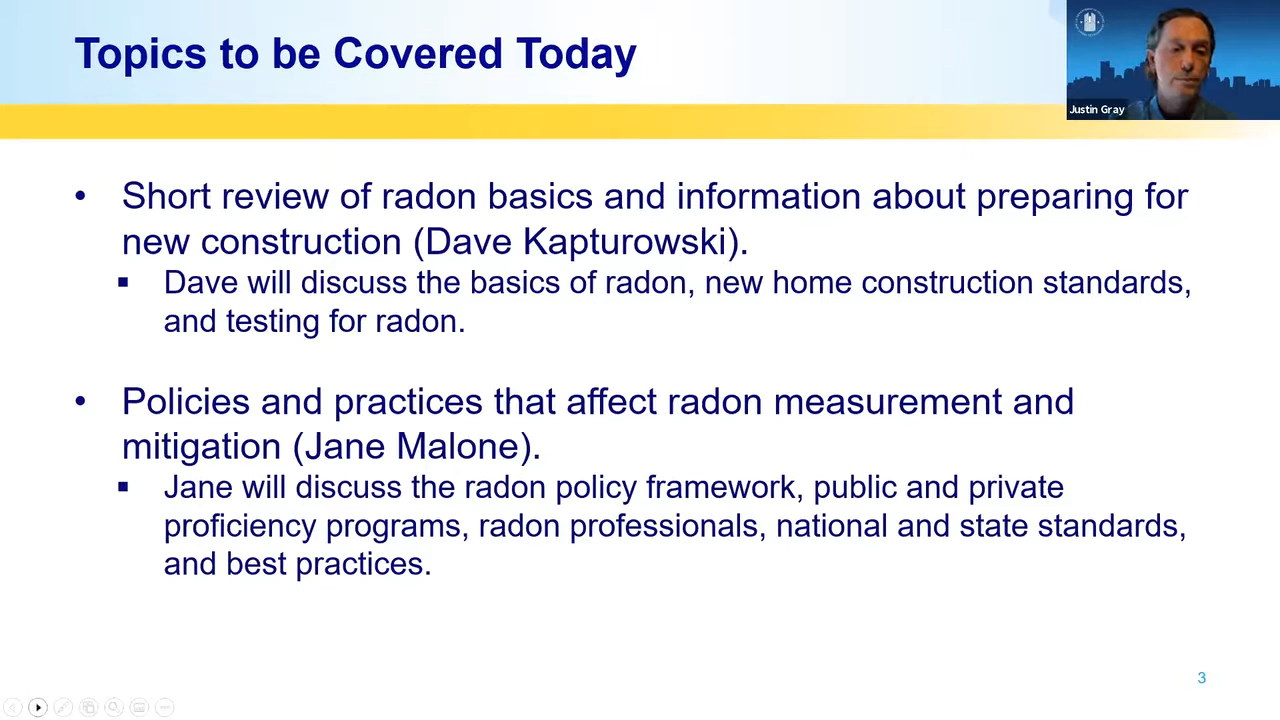 Topics to be Covered Today
Justin Gray
• Short review of radon basics and information about preparing for
new construction (Dave Kapturowski).
▪ Dave will discuss the basics of radon, new home construction standards,
and testing for radon.
• Policies and practices that affect radon measurement and
mitigation (Jane Malone).
▪ Jane will discuss the radon policy framework, public and private
proficiency programs, radon professionals, national and state standards,
and best practices.
3